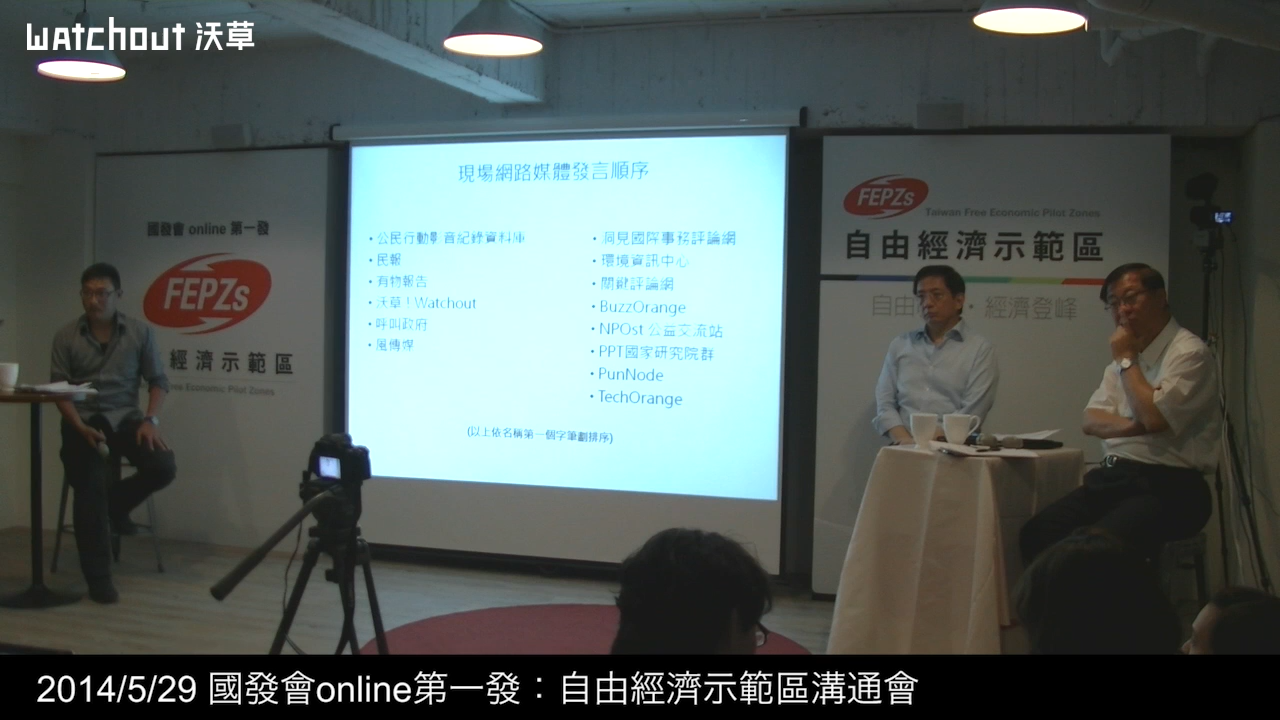 WATCHOUT 沃草
現場網路媒體發言順序
• 公民行動影音紀錄資料庫
• 民報
• 有物報告
• 沃草!Watchout
• 呼叫政府
• 風傳媒
• 洞見國際事務評論網
• 環境資訊中心
• 關鍵評論網
• BuzzOrange
• NPOst 公益交流站
• PPT國家研究院群
• PunNode
• TechOrange
(以上依名稱第一個字筆劃排序)
國發會 online 第一發
FEPZs
經濟示範區
Free Economic Pilot Zones
FEPZs
Taiwan Free Economic Pilot Zones
自由經濟示範區
自由
・經濟登峰
2014/5/29 國發會online第一發：自由經濟示範區溝通會